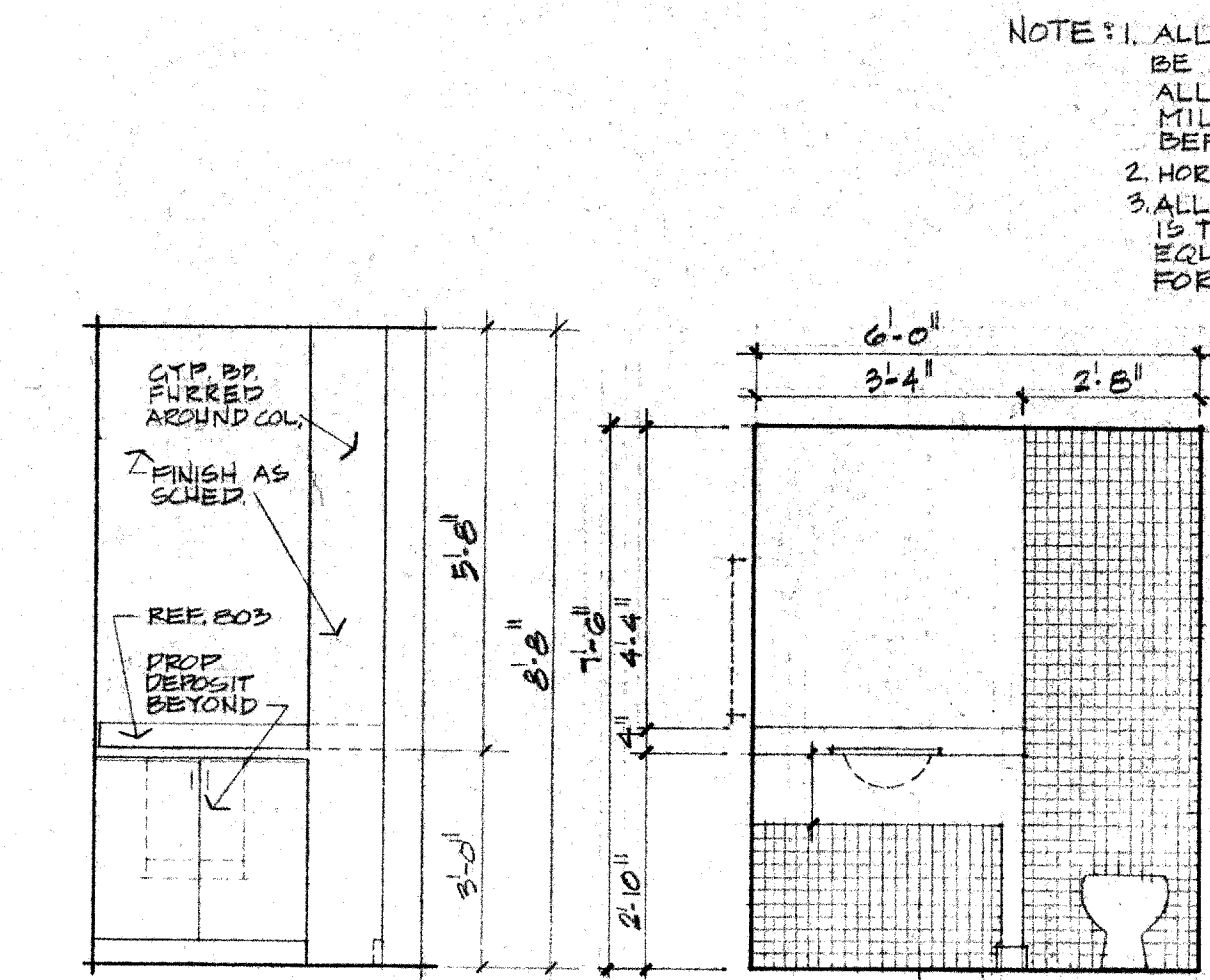 NOTE: 1. ALL
BE
ALL
MIL
BEF
2. HOR
3. ALL
IS T
EQU
FOR
GYP. BD.
FURRED
AROUND COL.
FINISH AS
SCHED.
REF. 803
DROP
DEPOSIT
BEYOND
5'-8"
3'-0"
8'-8"
7'-6"
4'-4"
4"
2'-10"
6'-0"
3'-4"
2'-8"